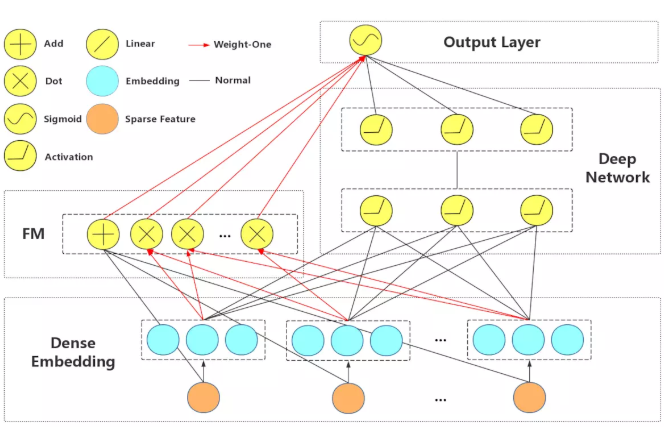 Add
Linear
Weight-One
Dot
Embedding
Normal
Sigmoid
Sparse Feature
Activation
Output Layer
Deep
Network
FM
...
Dense
Embedding
...
...